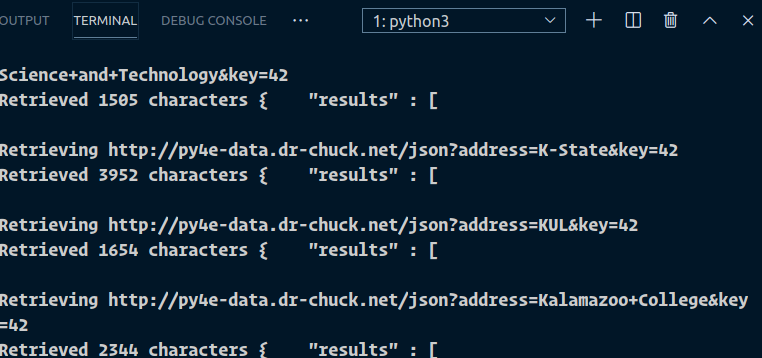 OUTPUT TERMINAL DEBUG CONSOLE ··· 1: python3
Science+and+Technology&key=42
Retrieved 1505 characters {    "results" : [
Retrieving http://py4e-data.dr-chuck.net/json?address=K-State&key=42
Retrieved 3952 characters {    "results" : [
Retrieving http://py4e-data.dr-chuck.net/json?address=KUL&key=42
Retrieved 1654 characters {    "results" : [
Retrieving http://py4e-data.dr-chuck.net/json?address=Kalamazoo+College&key
=42
Retrieved 2344 characters {    "results" : [